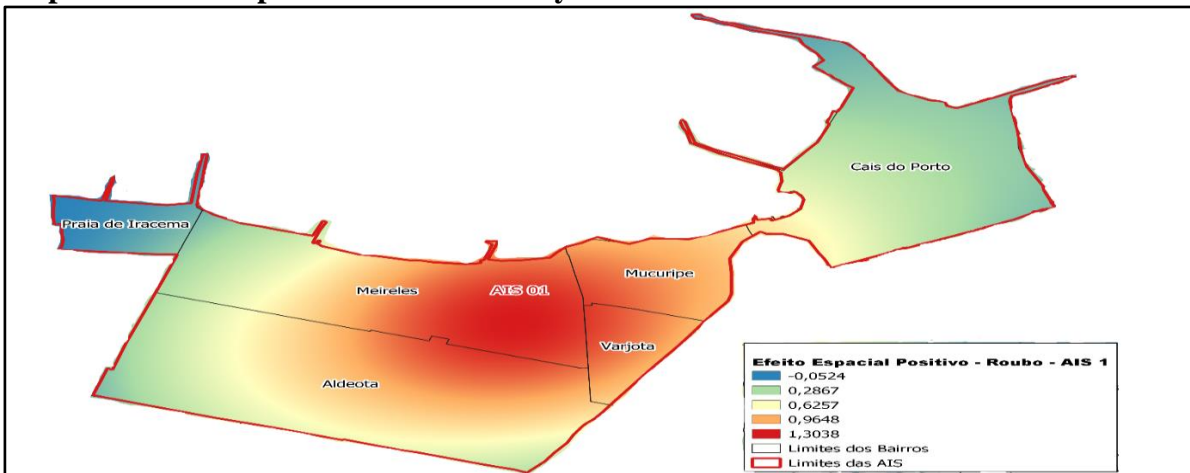 Cais do Porto
Praia de Iracema
Mucuripe
Meireles
AIS 01
Varjota
Aldeota
Efeito Espacial Positivo - Roubo - AIS 1
-0,0524
0,2867
0,6257
0,9648
1,3038
Limites dos Bairros
Limites das AIS